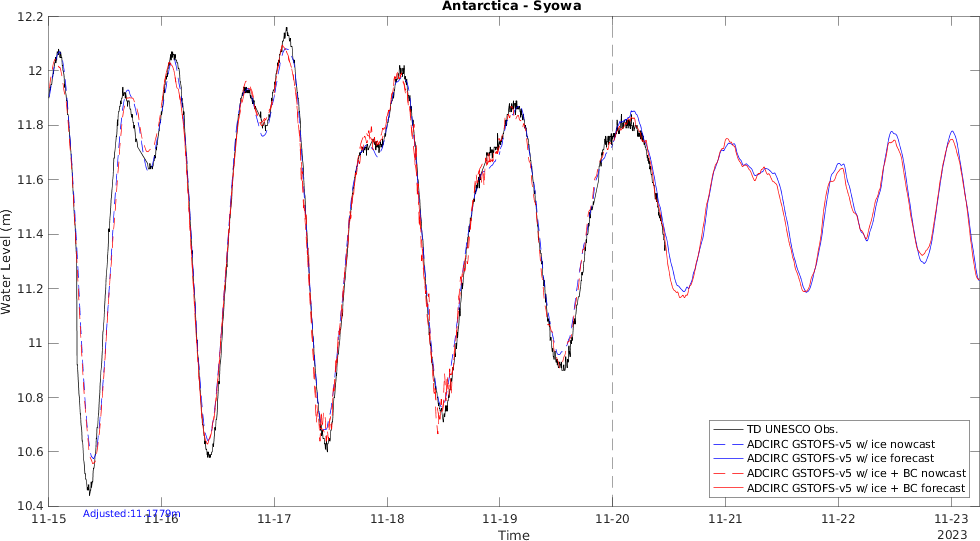 Antarctica - Syowa
12.2
12
11.8
11.6
11.4
11.2
11
10.8
10.6
10.4
Water Level (m)
TD UNESCO Obs.
ADCIRC GSTOFS-v5 w/ ice nowcast
ADCIRC GSTOFS-v5 w/ ice forecast
ADCIRC GSTOFS-v5 w/ ice + BC nowcast
ADCIRC GSTOFS-v5 w/ ice + BC forecast
11-15 11-16 11-17 11-18 11-19 11-20 11-21 11-22 11-23
Adjusted:11.1779m
Time
2023